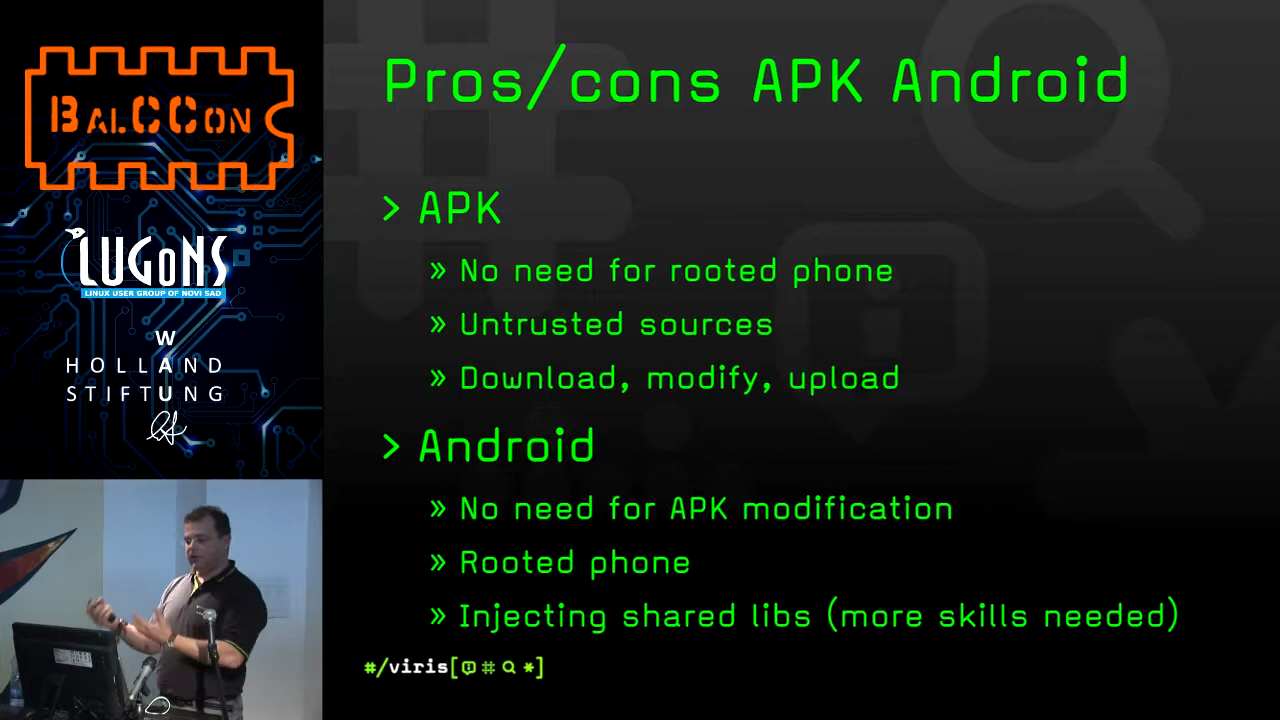 BALCCON
LUGoNS
LINUX USER GROUP OF NOVI SAD
W
HOLLAND
U
STIFTUNG
Pros/cons APK Android
> APK
» No need for rooted phone
» Untrusted sources
» Download, modify, upload
> Android
» No need for APK modification
» Rooted phone
» Injecting shared libs (more skills needed)
#/viris[#*]